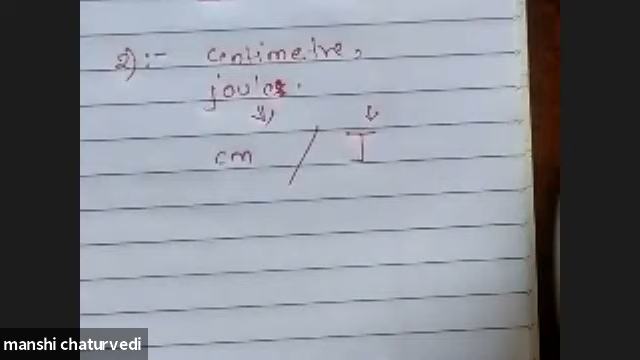 2):- centimetre,
joules.
↓ ↓
cm / J
manshi chaturvedi